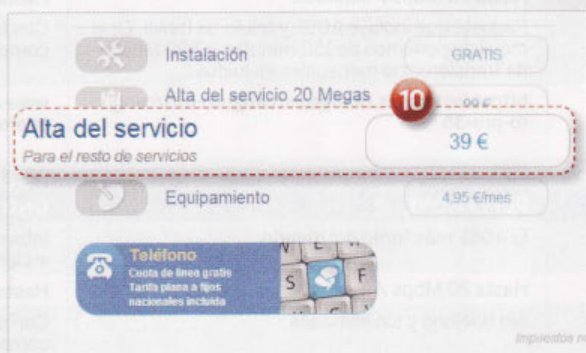 Instalación GRATIS
Alta del servicio 20 Megas 10
Alta del servicio 39 €
Para el resto de servicios
Equipamiento 4,95 €/mes
Teléfono
Cuota de línea gratis
Tarifa plana a fijos
nacionales incluida
S F